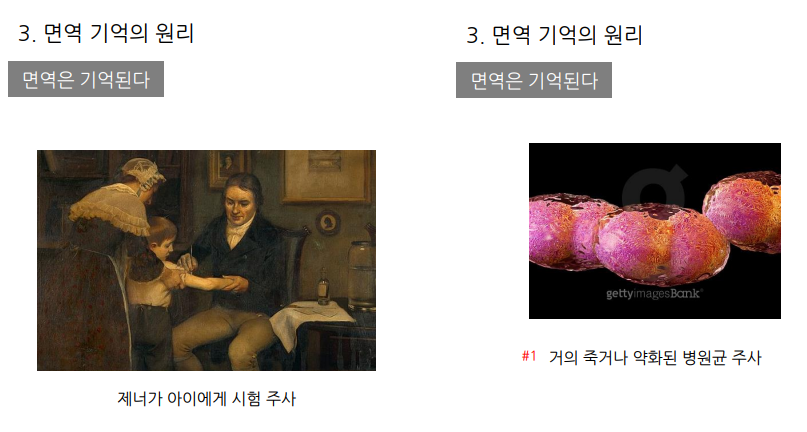 3. 면역 기억의 원리
면역은 기억된다
제너가 아이에게 시험 주사
3. 면역 기억의 원리
면역은 기억된다
gettyimagesBank
#1 거의 죽거나 약화된 병원균 주사